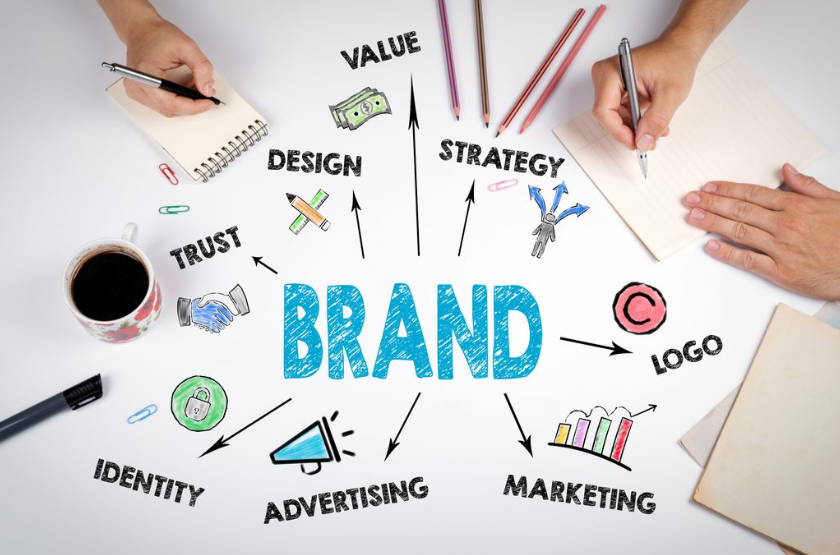 VALUE
DESIGN
STRATEGY
TRUST
BRAND
LOGO
IDENTITY
ADVERTISING
MARKETING